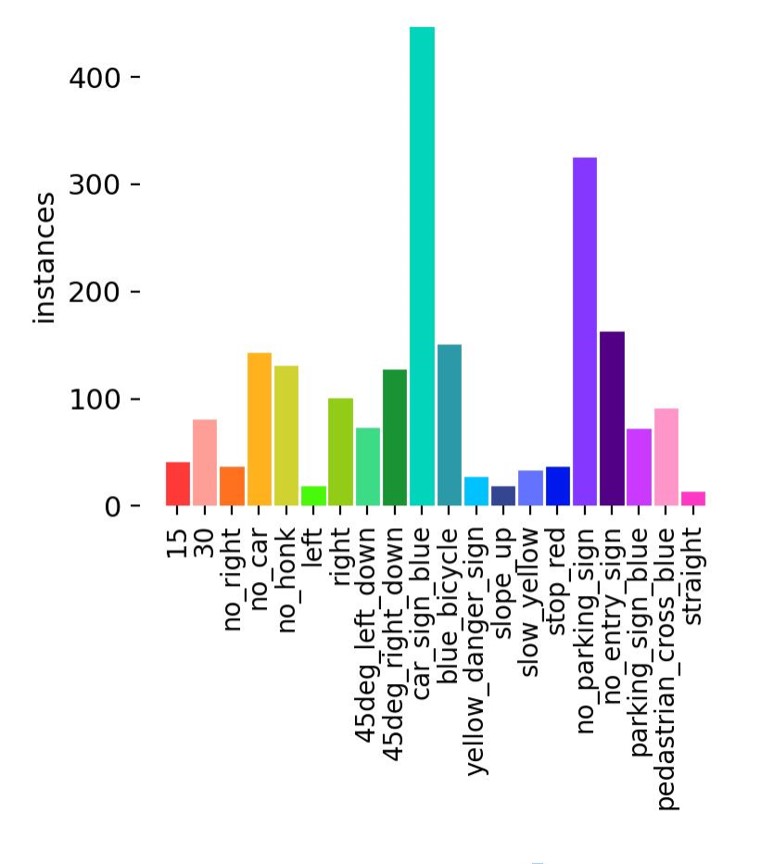 400
300
200
100
0
instances
15
30
no_right
no_car
no_honk
left
right
45deg_left_down
45deg_right_down
car_sign_blue
blue_bicycle
yellow_danger_sign
slope_up
slow_yellow
stop_red
no_parking_sign
no_entry_sign
parking_sign_blue
pedastrian_cross_blue
straight